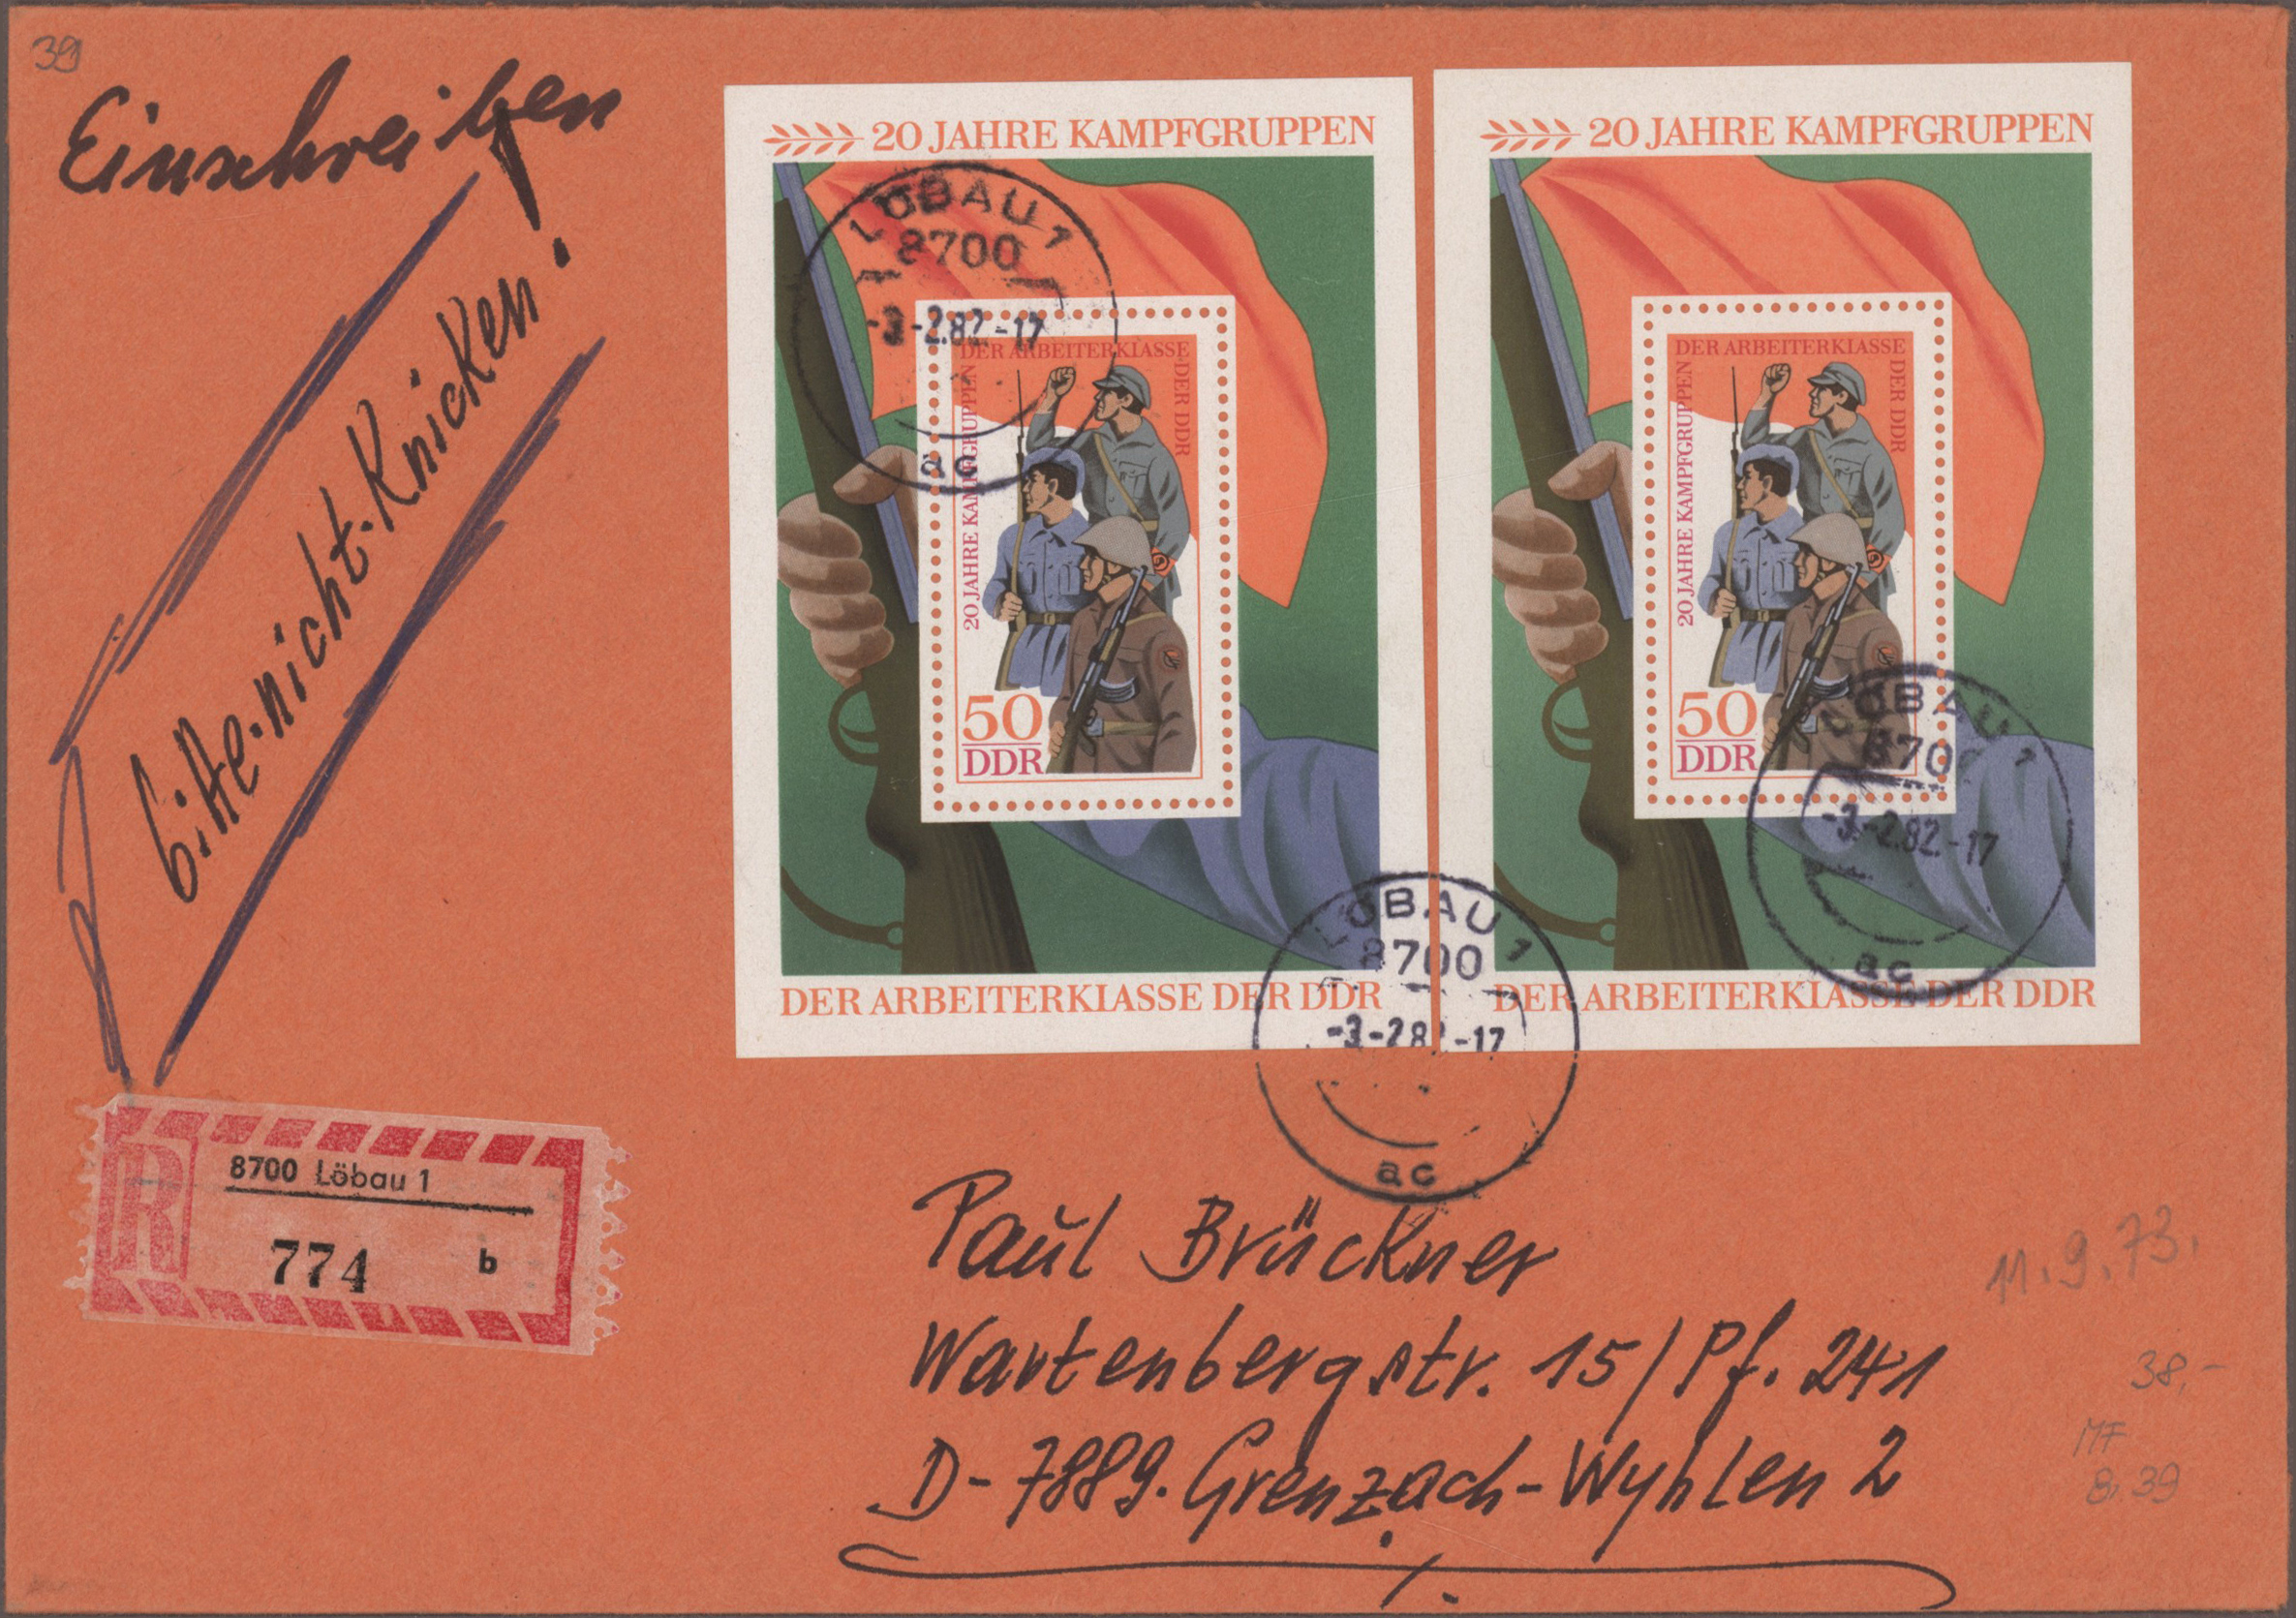 39
Einschreiben
bitte·nicht·Knicken!
20 JAHRE KAMPFGRUPPEN
LÖBAU 1
8700
-3.-2.82.-17
ac
DER ARBEITERKLASSE
20 JAHRE KAMPFGRUPPEN
DER DDR
50
DDR
DER ARBEITERKLASSE DER DDR
20 JAHRE KAMPFGRUPPEN
DER ARBEITERKLASSE
20 JAHRE KAMPFGRUPPEN
DER DDR
50
DDR
LÖBAU 1
8700
-3.-2.82.-17
ac
DER ARBEITERKLASSE DER DDR
LÖBAU 1
8700
-3.-2.82.-17
ac
R
8700 Löbau 1
774 b
Paul Brückner
Wartenbergstr. 15/Pf. 241
D-7889. Grenzach-Wyhlen 2
11.9.73.
38,-
MF
8,39